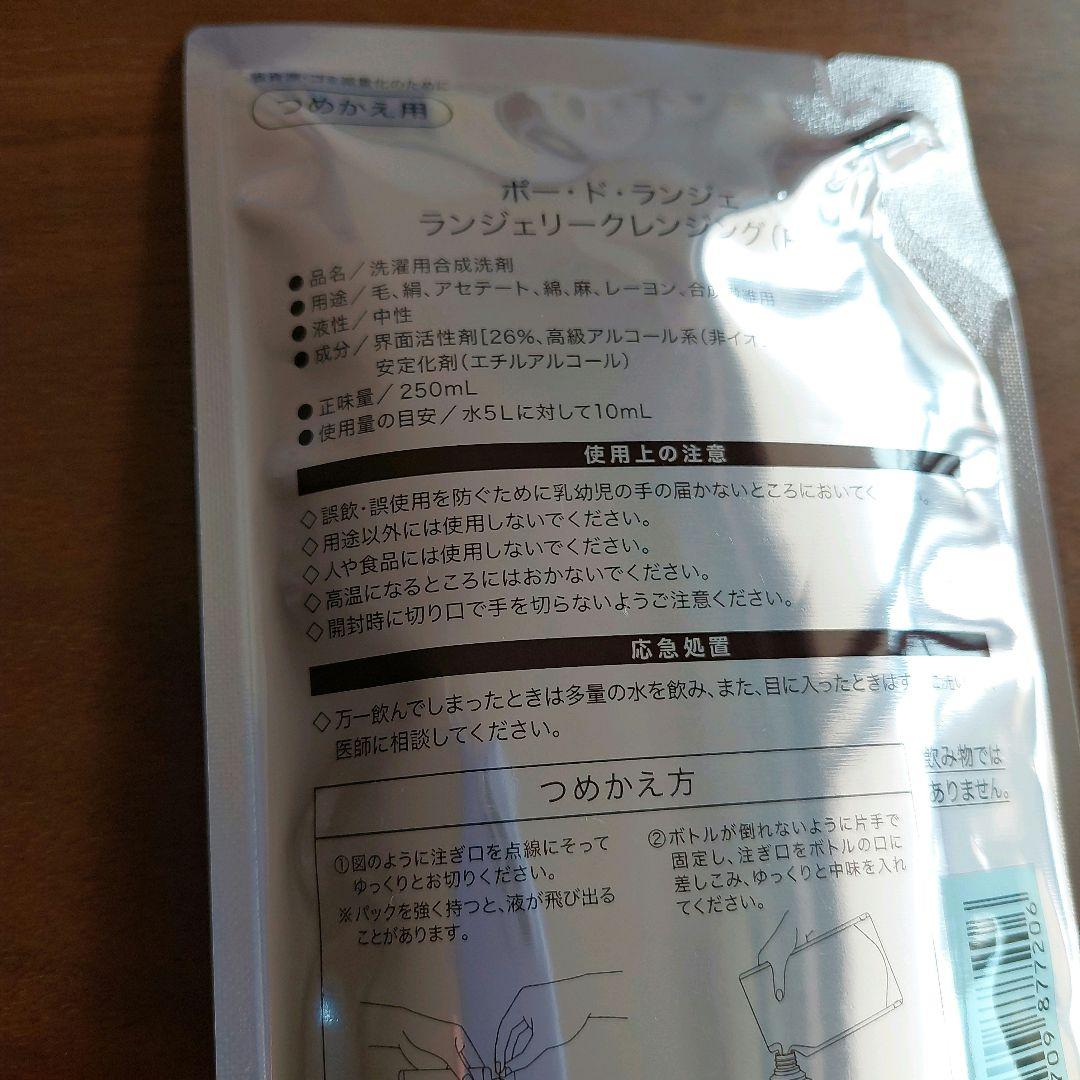 省資源・ゴミ減量化のために
つめかえ用
ポー・ド・ランジェ
ランジェリークレンジング(
●品名/洗濯用合成洗剤
●用途/毛、絹、アセテート、綿、麻、レーヨン、合成繊維用
●液性/中性
●成分/界面活性剤[26%、高級アルコール系(非イオ
安定化剤(エチルアルコール)
●正味量/250mL
●使用量の目安/水5Lに対して10mL
使用上の注意
◇誤飲・誤使用を防ぐために乳幼児の手の届かないところにおいてく
◇用途以外には使用しないでください。
◇人や食品には使用しないでください。
◇高温になるところにはおかないでください。
◇開封時に切り口で手を切らないようご注意ください。
応急処置
◇万一飲んでしまったときは多量の水を飲み、また、目に入ったときはす
医師に相談してください。
飲み物では
ありません。
つめかえ方
①図のように注ぎ口を点線にそって
ゆっくりとお切りください。
※パックを強く持つと、液が飛び出る
ことがあります。
②ボトルが倒れないように片手で
固定し、注ぎ口をボトルの口に
差しこみ、ゆっくりと中味を入れ
てください。
709 877206